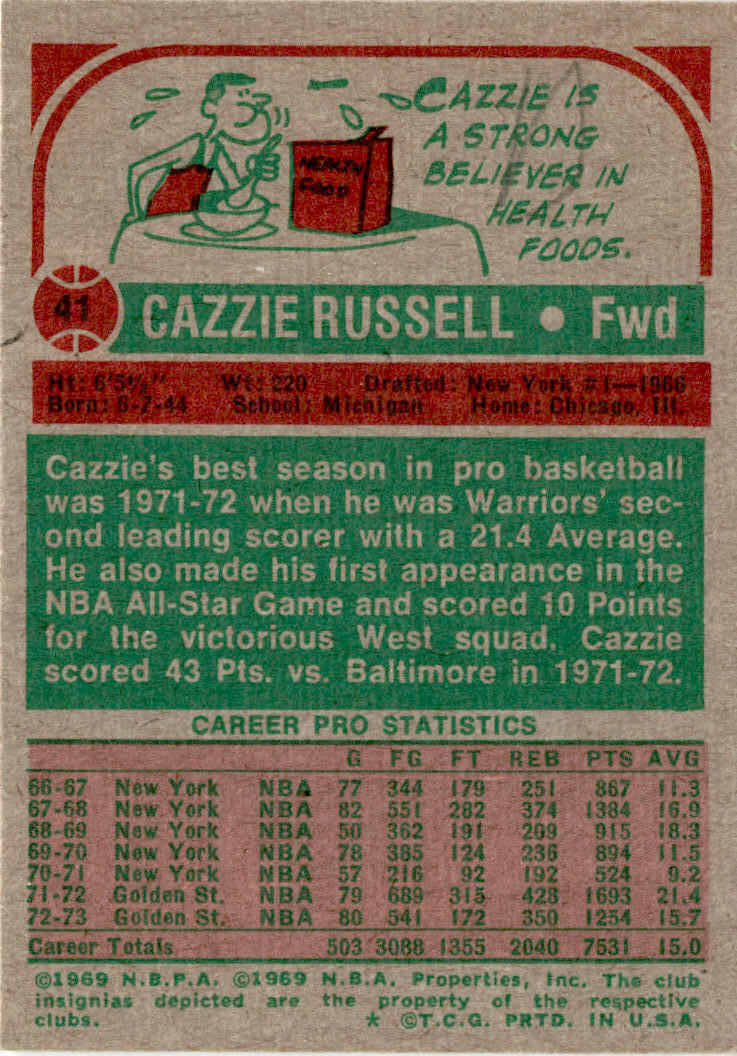 CAZZIE IS
A STRONG
BELIEVER IN
HEALTH
FOODS.
HEALTH
FOOD
41
CAZZIE RUSSELL • Fwd
Ht: 6'5½" Wt: 220 Drafted: New York #1—1966
Born: 6-7-44 School: Michigan Home: Chicago, Ill.
Cazzie's best season in pro basketball
was 1971-72 when he was Warriors' sec-
ond leading scorer with a 21.4 Average.
He also made his first appearance in the
NBA All-Star Game and scored 10 Points
for the victorious West squad. Cazzie
scored 43 Pts. vs. Baltimore in 1971-72.
CAREER PRO STATISTICS
G FG FT REB PTS AVG
66-67 New York NBA 77 344 179 251 867 11.3
67-68 New York NBA 82 551 282 374 1384 16.9
68-69 New York NBA 50 362 191 209 915 18.3
69-70 New York NBA 78 385 124 236 894 11.5
70-71 New York NBA 57 216 92 192 524 9.2
71-72 Golden St. NBA 79 689 315 428 1693 21.4
72-73 Golden St. NBA 80 541 172 350 1254 15.7
Career Totals 503 3088 1355 2040 7531 15.0
©1969 N.B.P.A. ©1969 N.B.A. Properties, Inc. The club
insignias depicted are the property of the respective
clubs. * ©T.C.G. PRTD. IN U.S.A.